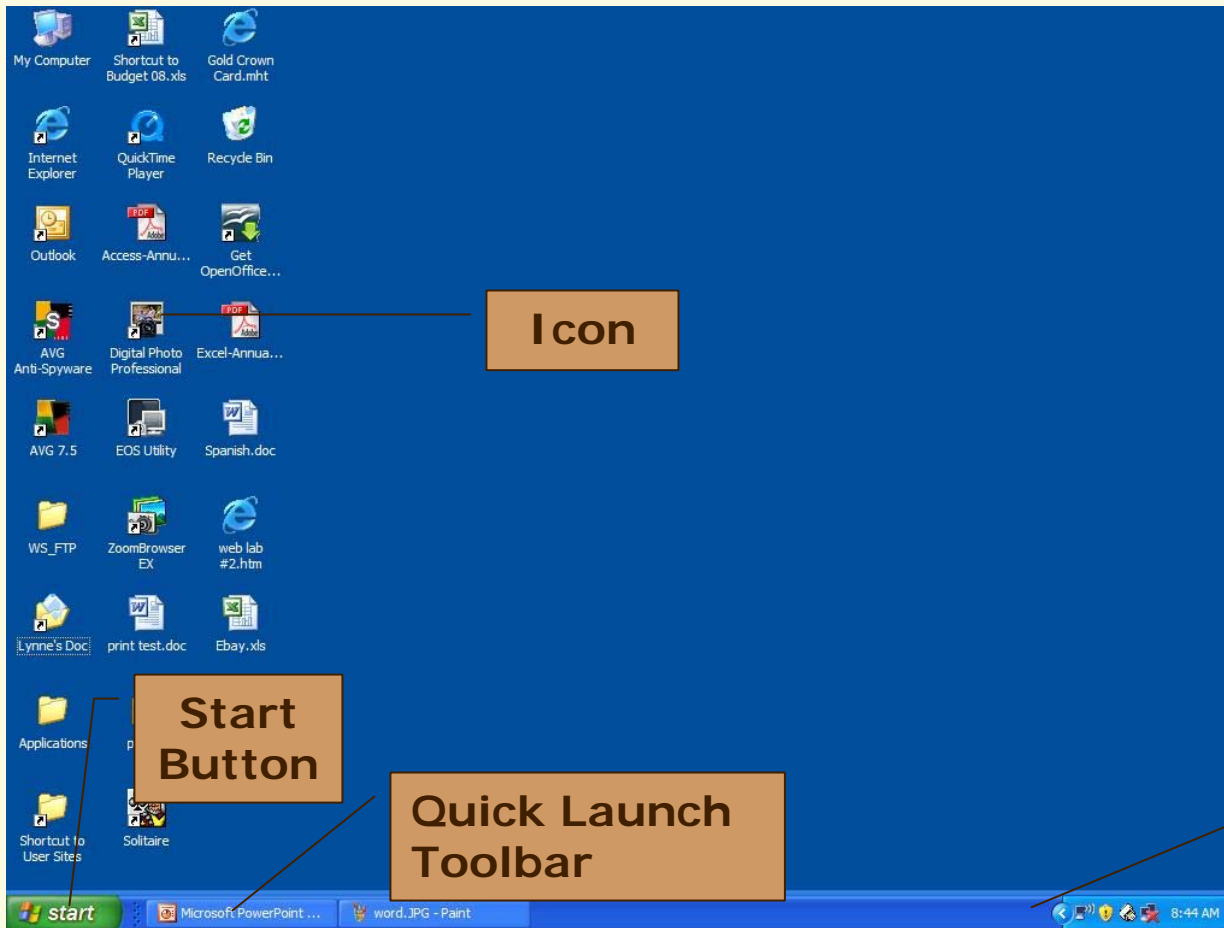 My Computer
Shortcut to
Budget 08.xls
Gold Crown
Card.mht
Internet
Explorer
QuickTime
Player
Recycle Bin
Outlook
Access-Annu...
Get
OpenOffice...
AVG
Anti-Spyware
Digital Photo
Professional
Excel-Annua...
Icon
AVG 7.5
EOS Utility
Spanish.doc
WS_FTP
ZoomBrowser
EX
web lab
#2.htm
Lynne's Doc
print test.doc
Ebay.xls
Applications
Start
Button
Shortcut to
User Sites
Solitaire
Quick Launch
Toolbar
start
Microsoft PowerPoint ...
word.JPG - Paint
8:44 AM